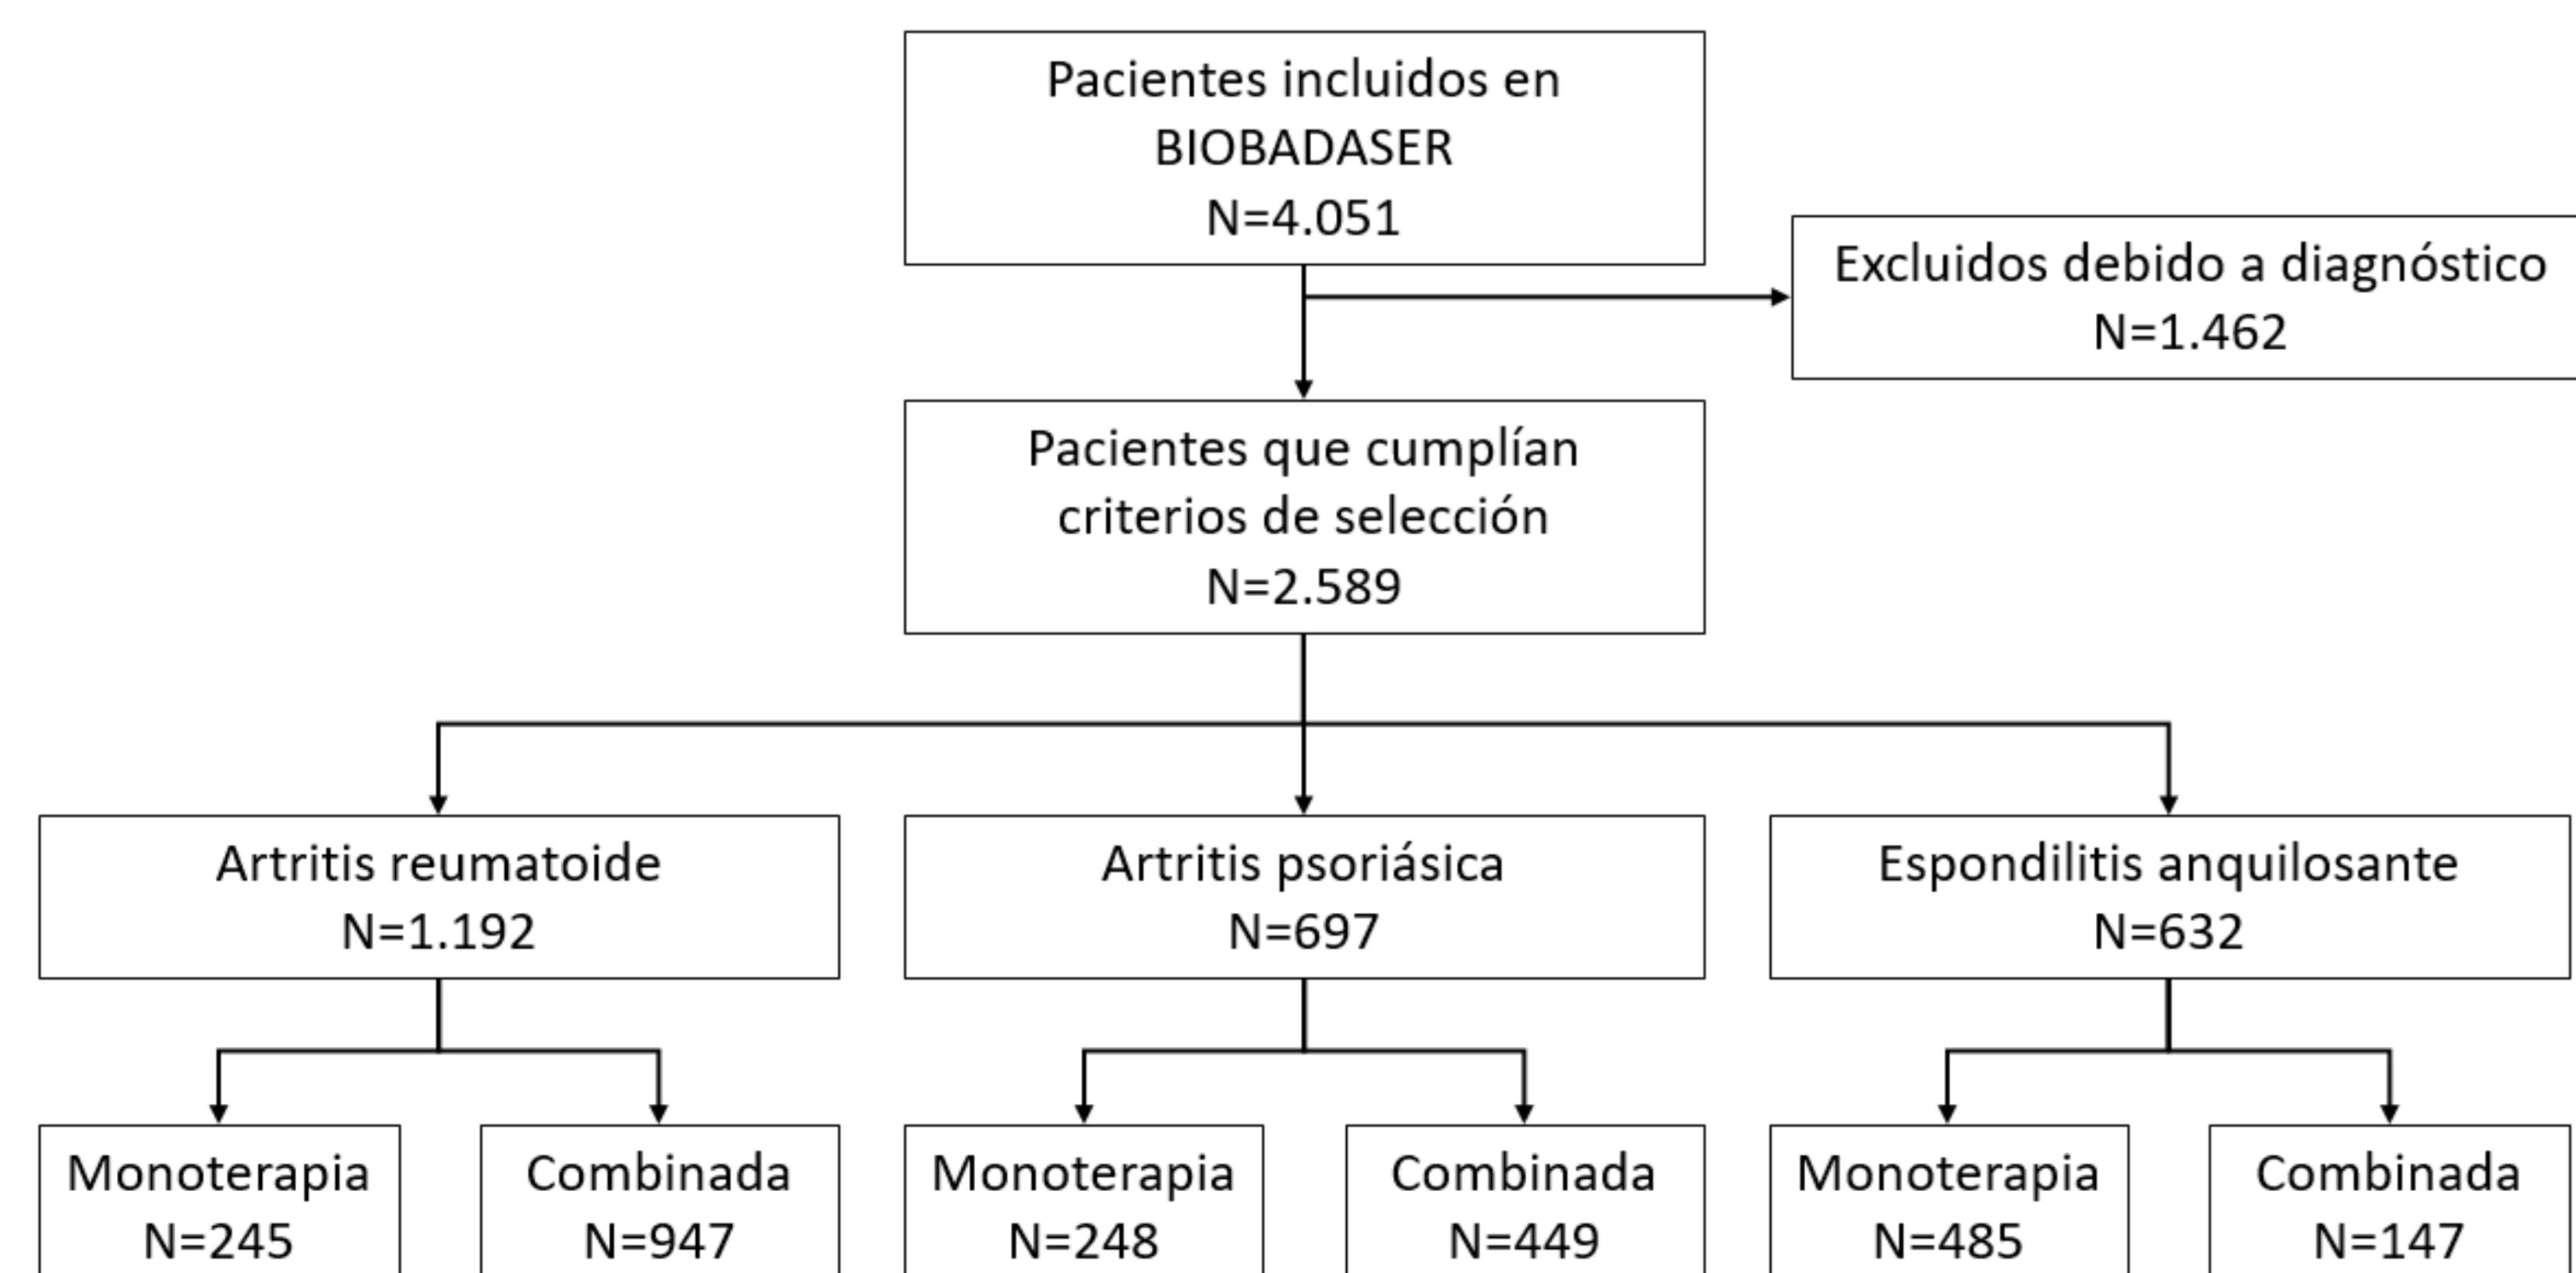 Pacientes incluidos en
BIOBADASER
N=4.051
Excluidos debido a diagnóstico
N=1.462
Pacientes que cumplían
criterios de selección
N=2.589
Artritis reumatoide
N=1.192
Artritis psoriásica
N=697
Espondilitis anquilosante
N=632
Monoterapia
N=245
Combinada
N=947
Monoterapia
N=248
Combinada
N=449
Monoterapia
N=485
Combinada
N=147